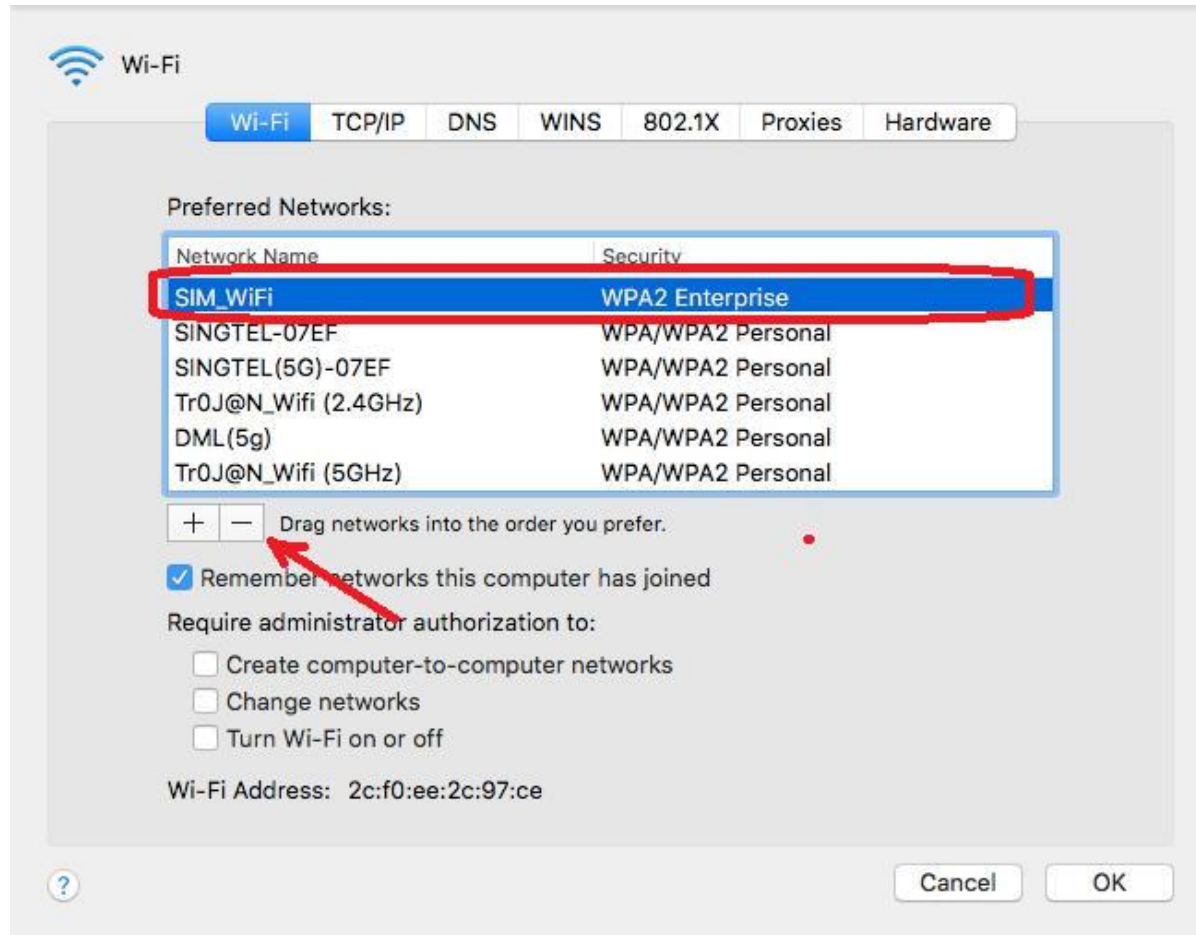 Wi-Fi
Wi-Fi TCP/IP DNS WINS 802.1X Proxies Hardware
Preferred Networks:
Network Name Security
SIM_WiFi WPA2 Enterprise
SINGTEL-07EF WPA/WPA2 Personal
SINGTEL(5G)-07EF WPA/WPA2 Personal
Tr0J@N_Wifi (2.4GHz) WPA/WPA2 Personal
DML(5g) WPA/WPA2 Personal
Tr0J@N_Wifi (5GHz) WPA/WPA2 Personal
+ − Drag networks into the order you prefer.
Remember networks this computer has joined
Require administrator authorization to:
Create computer-to-computer networks
Change networks
Turn Wi-Fi on or off
Wi-Fi Address: 2c:f0:ee:2c:97:ce
? Cancel OK